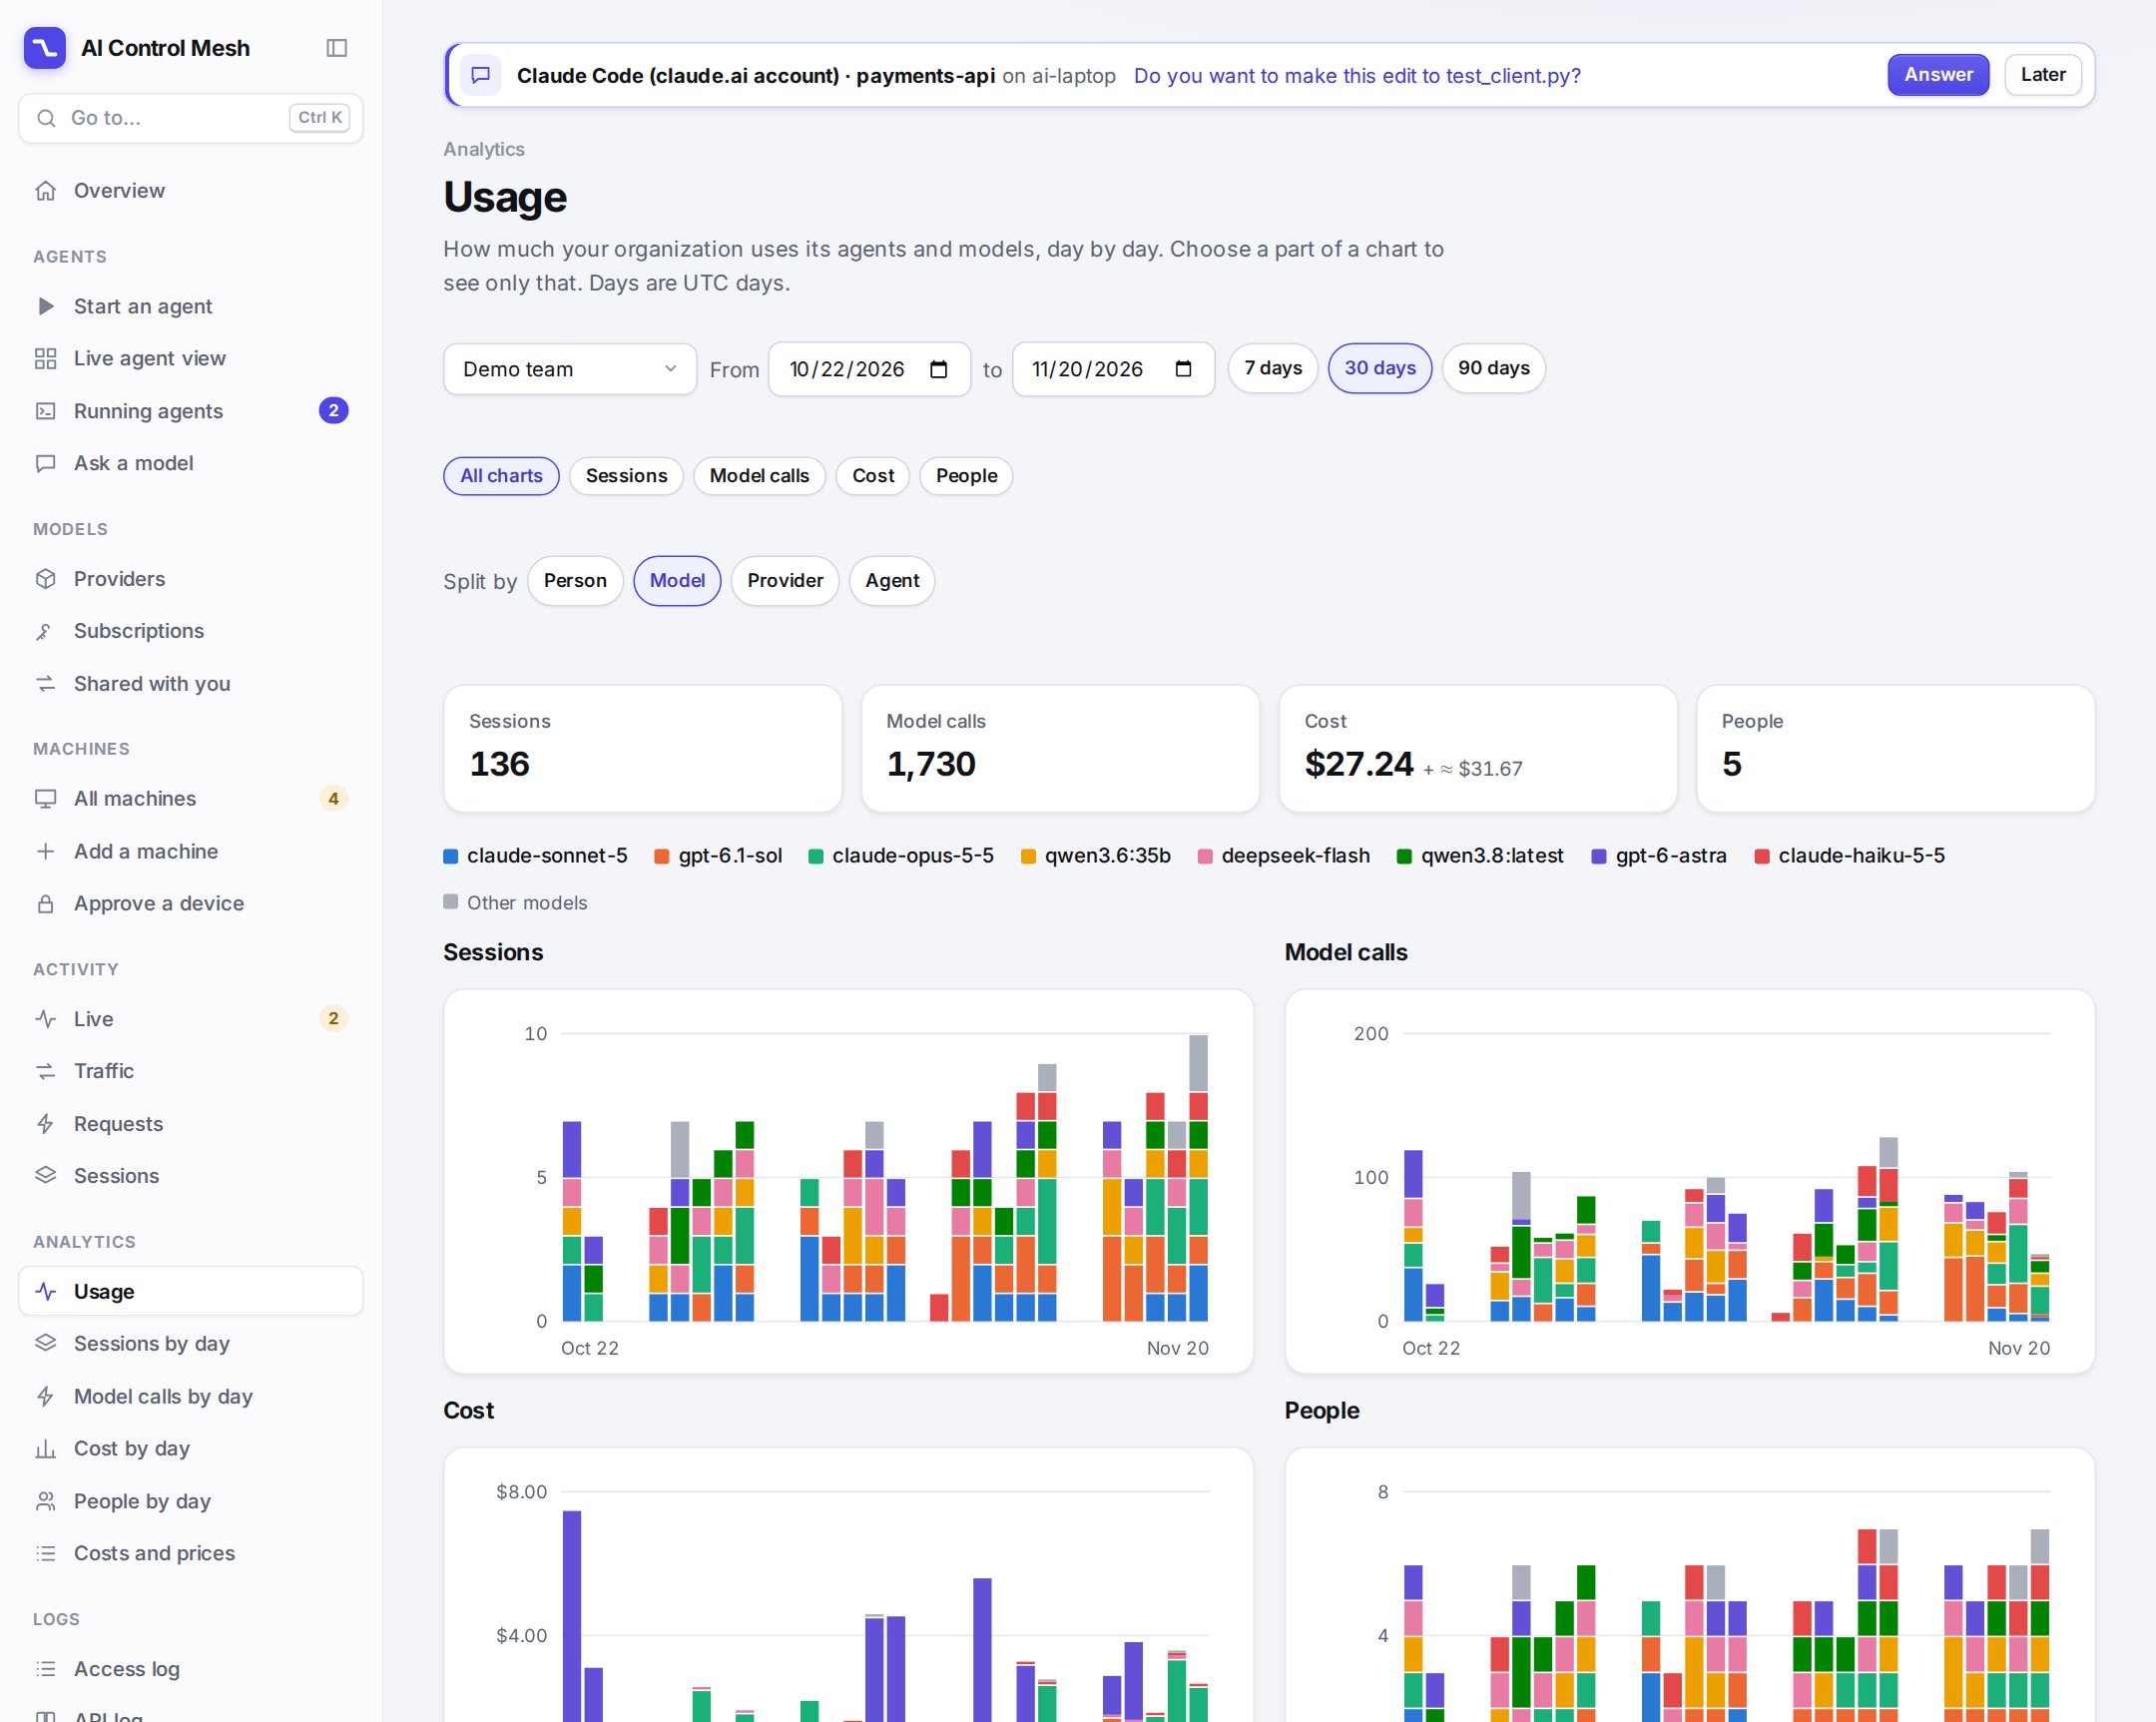 AI Control Mesh
Go to...
Ctrl K
Overview
AGENTS
Start an agent
Live agent view
Running agents
2
Ask a model
MODELS
Providers
Subscriptions
Shared with you
MACHINES
All machines
4
Add a machine
Approve a device
ACTIVITY
Live
2
Traffic
Requests
Sessions
ANALYTICS
Usage
Sessions by day
Model calls by day
Cost by day
People by day
Costs and prices
LOGS
Access log
API log
Claude Code (claude.ai account) · payments-api on ai-laptop Do you want to make this edit to test_client.py?
Answer
Later
Analytics
Usage
How much your organization uses its agents and models, day by day. Choose a part of a chart to
see only that. Days are UTC days.
Demo team From 10/22/2026 to 11/20/2026 7 days 30 days 90 days
All charts Sessions Model calls Cost People
Split by Person Model Provider Agent
Sessions
136
Model calls
1,730
Cost
$27.24 + ≈ $31.67
People
5
claude-sonnet-5 gpt-6.1-sol claude-opus-5-5 qwen3.6:35b deepseek-flash qwen3.8:latest gpt-6-astra claude-haiku-5-5
Other models
Sessions
10
5
0
Oct 22 Nov 20
Model calls
200
100
0
Oct 22 Nov 20
Cost
$8.00
$4.00
People
8
4